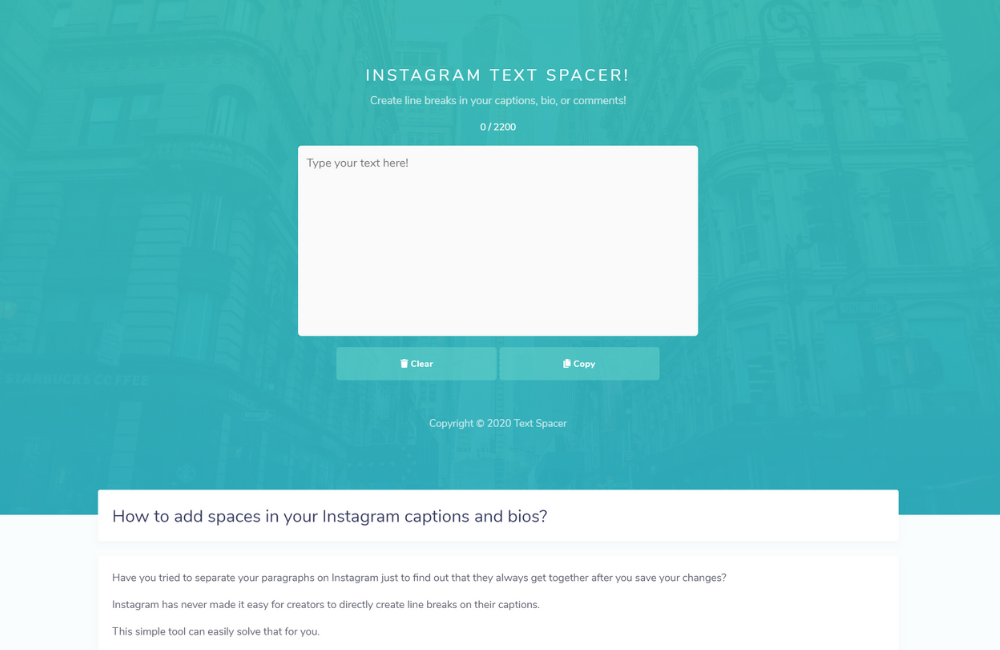 INSTAGRAM TEXT SPACER!
Create line breaks in your captions, bio, or comments!
0 / 2200
Type your text here!
Clear
Copy
STARBUCKS COFFEE
Copyright © 2020 Text Spacer
How to add spaces in your Instagram captions and bios?
Have you tried to separate your paragraphs on Instagram just to find out that they always get together after you save your changes?
Instagram has never made it easy for creators to directly create line breaks on their captions.
This simple tool can easily solve that for you.